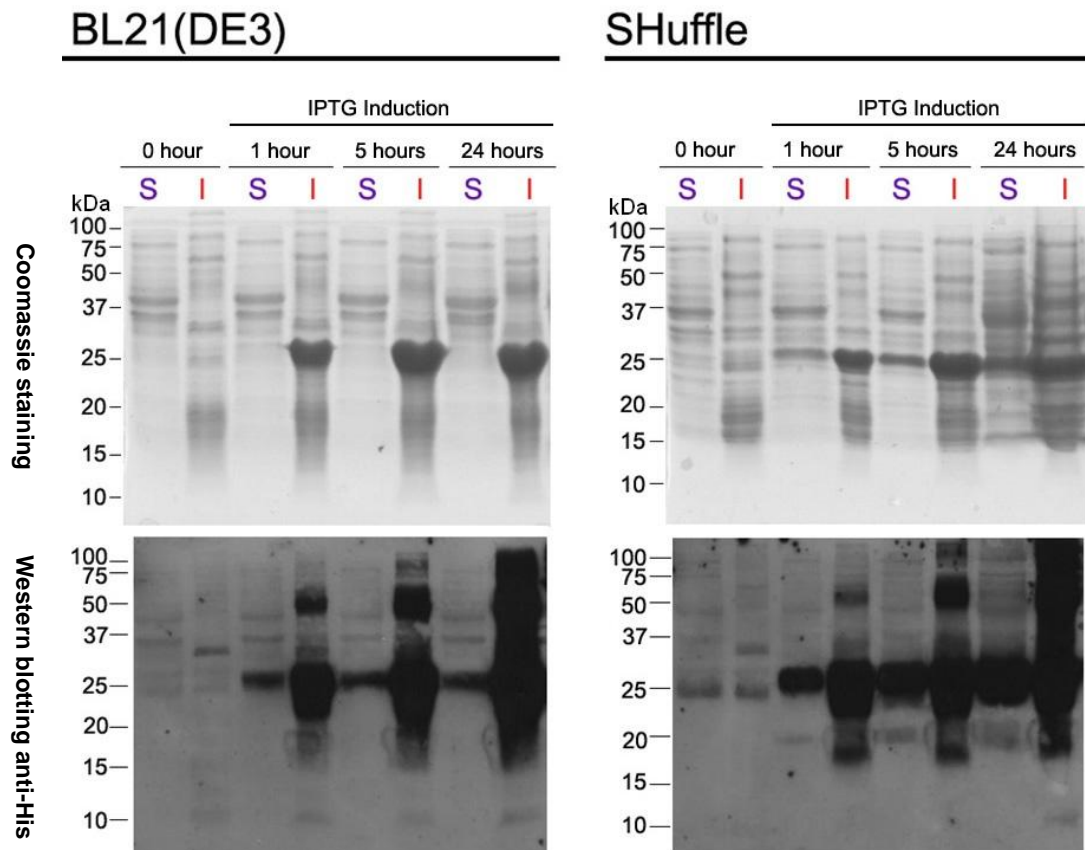 BL21(DE3)
SHuffle
IPTG Induction
IPTG Induction
0 hour 1 hour 5 hours 24 hours
0 hour 1 hour 5 hours 24 hours
S I S I S I S I
S I S I S I S I
Coomassie staining
kDa
100
75
50
37
25
20
15
10
kDa
100
75
50
37
25
20
15
10
Western blotting anti-His
100
75
50
37
25
20
15
10
100
75
50
37
25
20
15
10